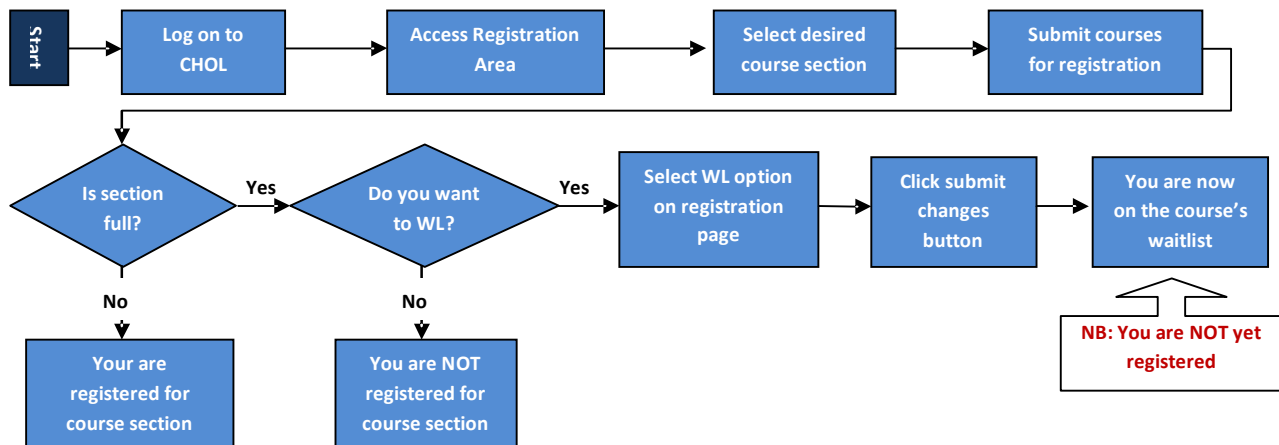 Start
Log on to
CHOL
Access Registration
Area
Select desired
course section
Submit courses
for registration
Is section
full?
Yes
Do you want
to WL?
Yes
Select WL option
on registration
page
Click submit
changes
button
You are now
on the course's
waitlist
No
No
NB: You are NOT yet
registered
Your are
registered for
course section
You are NOT
registered for
course section